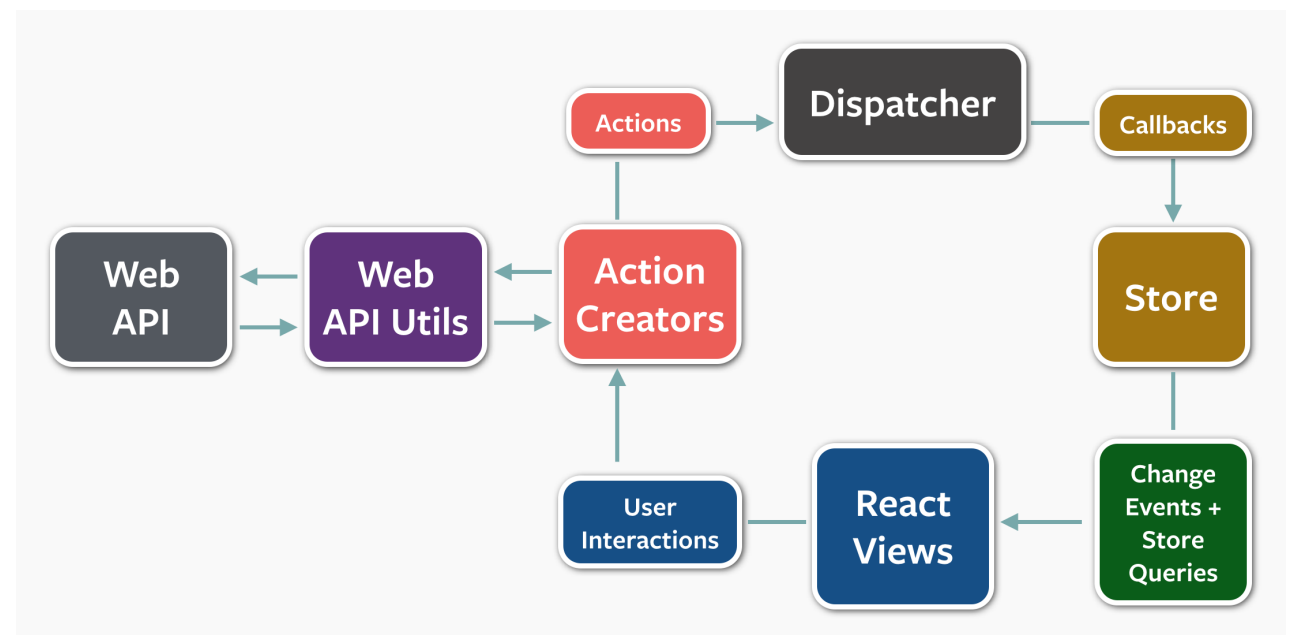 Dispatcher
Actions
Callbacks
Web
API
Web
API Utils
Action
Creators
Store
User
Interactions
React
Views
Change
Events +
Store
Queries